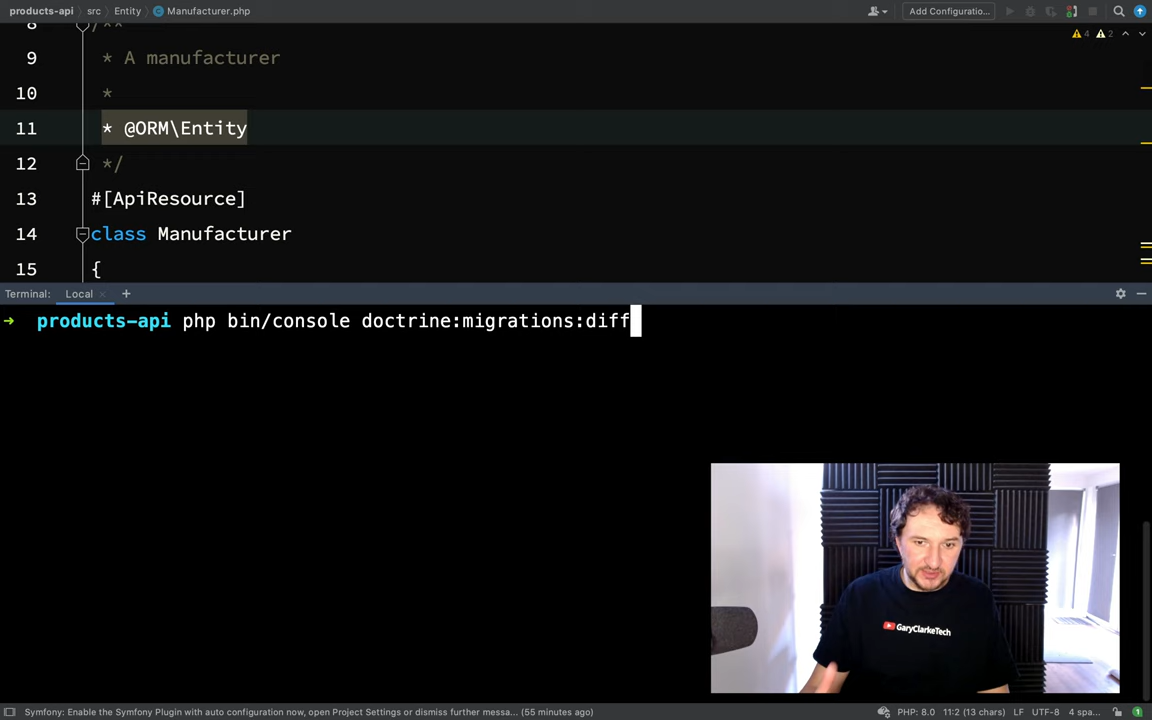 products-api › src › Entity › Manufacturer.php
Add Configuratio...
4 2
8 /**
9 * A manufacturer
10 *
11 * @ORM\Entity
12 */
13 #[ApiResource]
14 class Manufacturer
15 {
Terminal: Local × +
→ products-api php bin/console doctrine:migrations:diff
GaryClarkeTech
Symfony: Enable the Symfony Plugin with auto configuration now, open Project Settings or dismiss further messa... (55 minutes ago)
PHP: 8.0 11:2 (13 chars) LF UTF-8 4 spa... 1